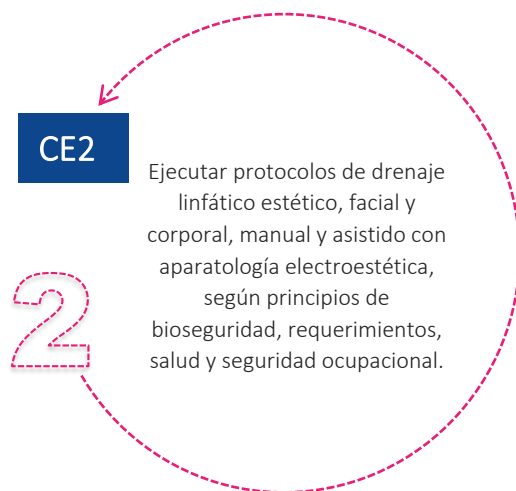 CE2
Ejecutar protocolos de drenaje
linfático estético, facial y
corporal, manual y asistido con
aparatología electroestética,
según principios de
bioseguridad, requerimientos,
salud y seguridad ocupacional.
2